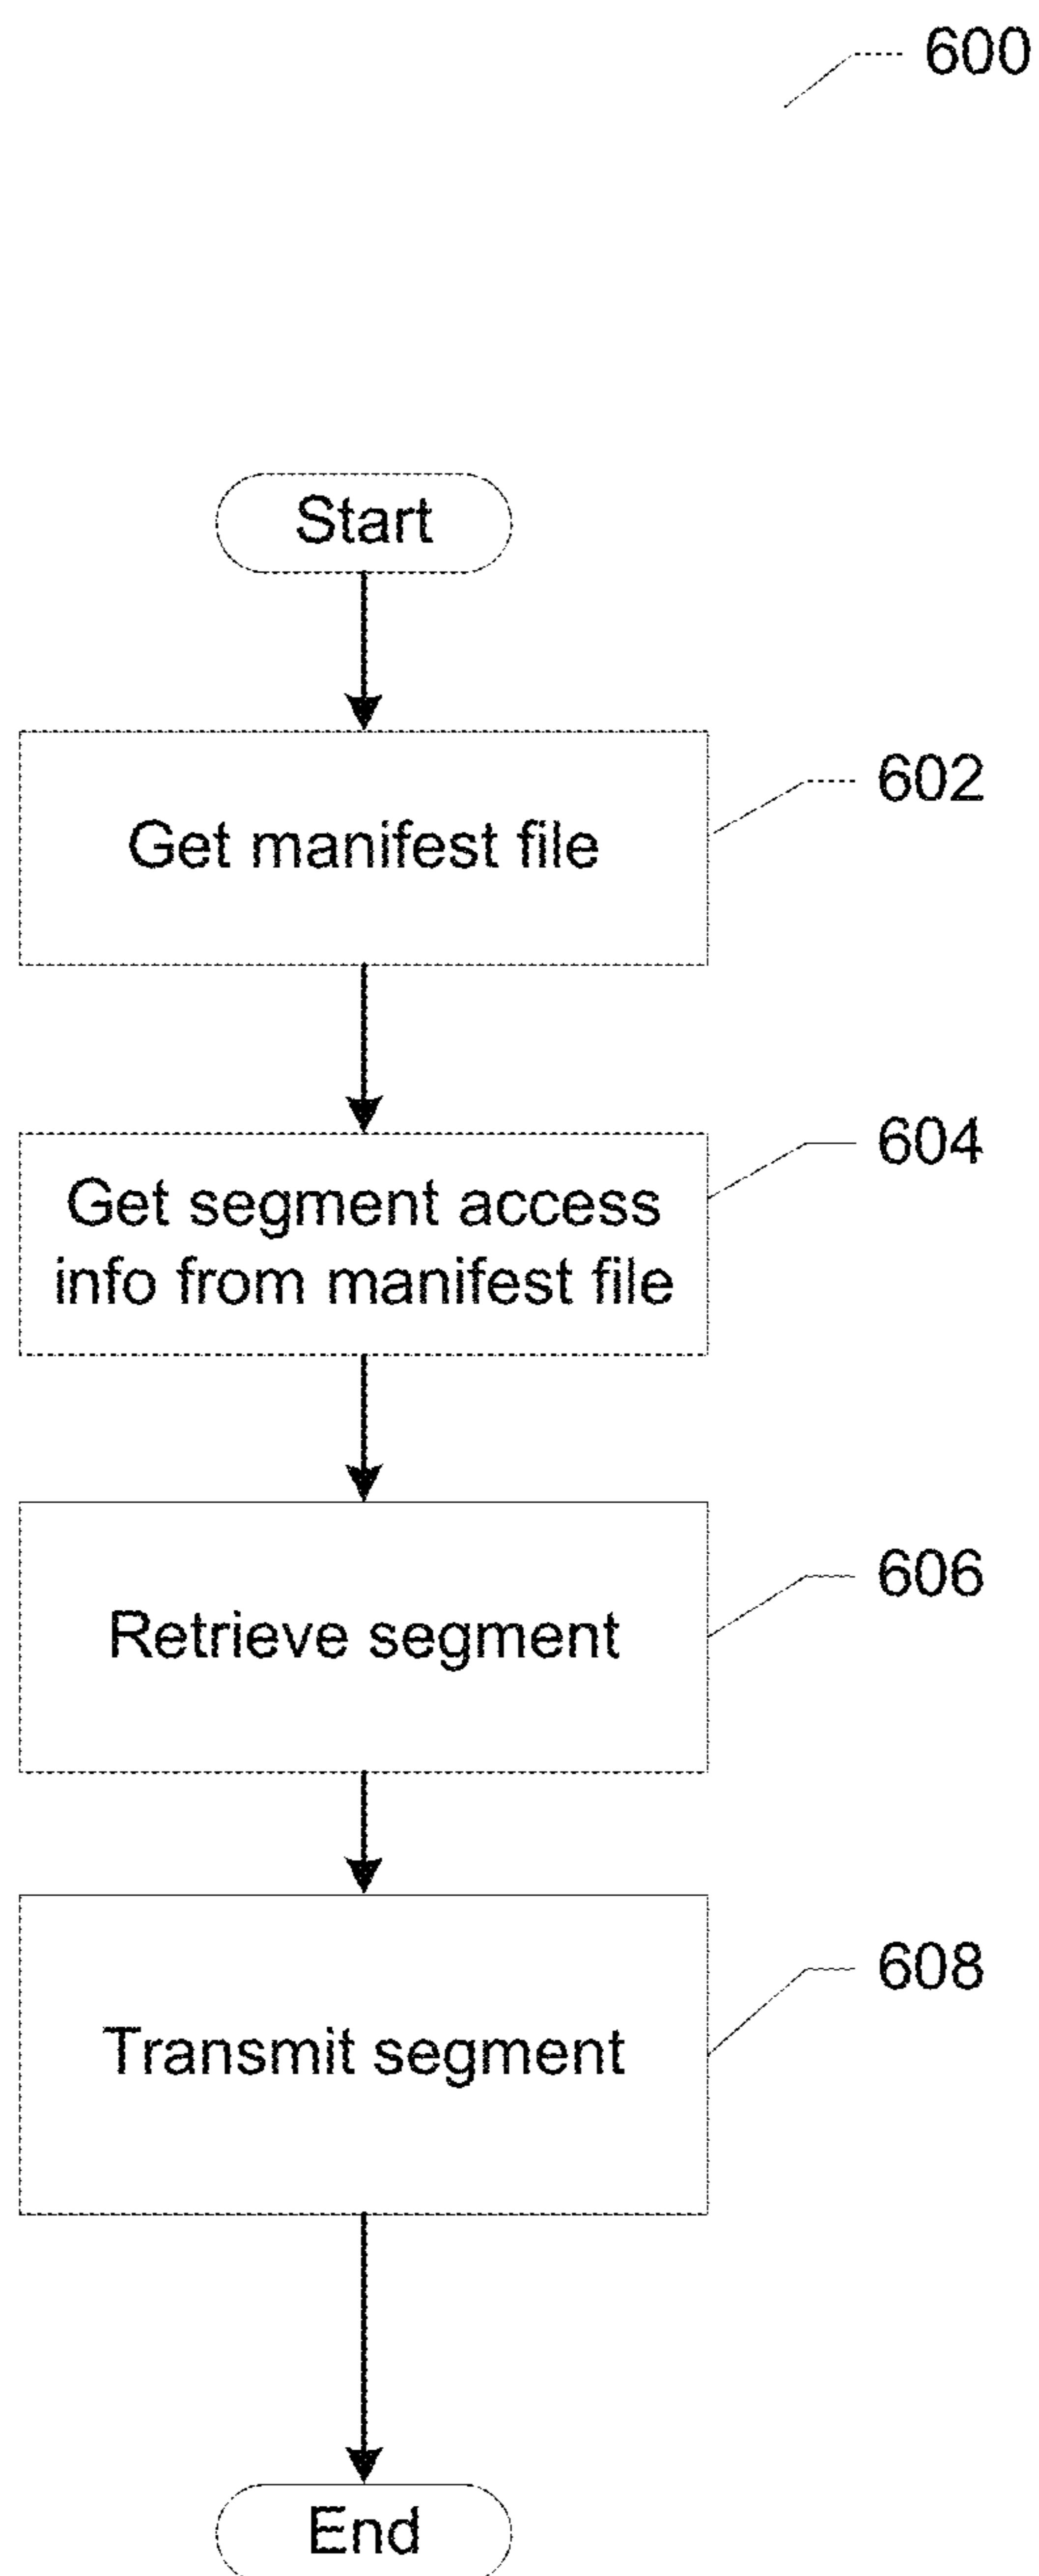 600
Start
Get manifest file
602
Get segment access
info from manifest file
604
Retrieve segment
606
Transmit segment
608
End